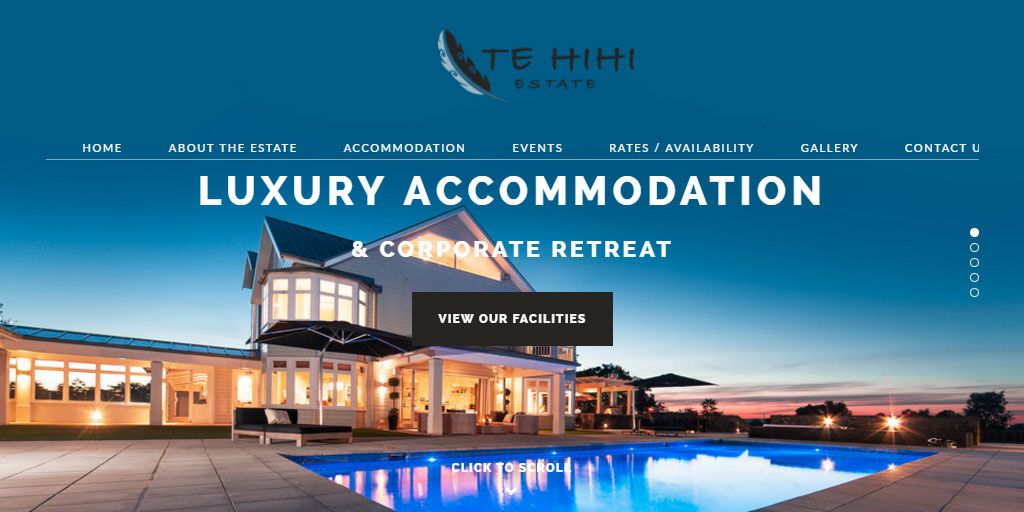 TE HIHI
ESTATE
HOME ABOUT THE ESTATE ACCOMMODATION EVENTS RATES / AVAILABILITY GALLERY CONTACT U
LUXURY ACCOMMODATION
& CORPORATE RETREAT
VIEW OUR FACILITIES
CLICK TO SCROLL